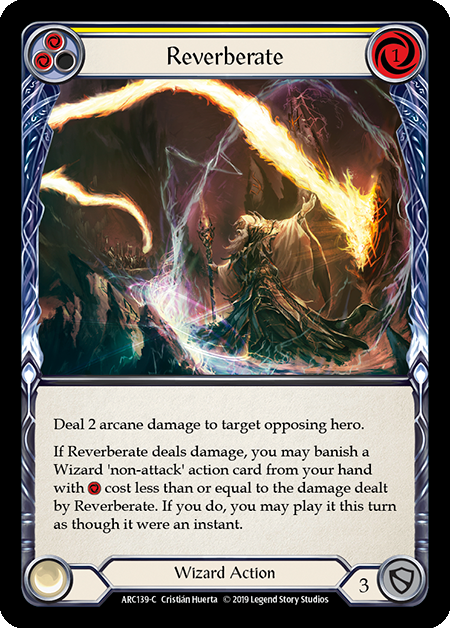 Reverberate
1
Deal 2 arcane damage to target opposing hero.
If Reverberate deals damage, you may banish a
Wizard 'non-attack' action card from your hand
with cost less than or equal to the damage dealt
by Reverberate. If you do, you may play it this turn
as though it were an instant.
Wizard Action
3
ARC139-C Cristián Huerta © 2019 Legend Story Studios